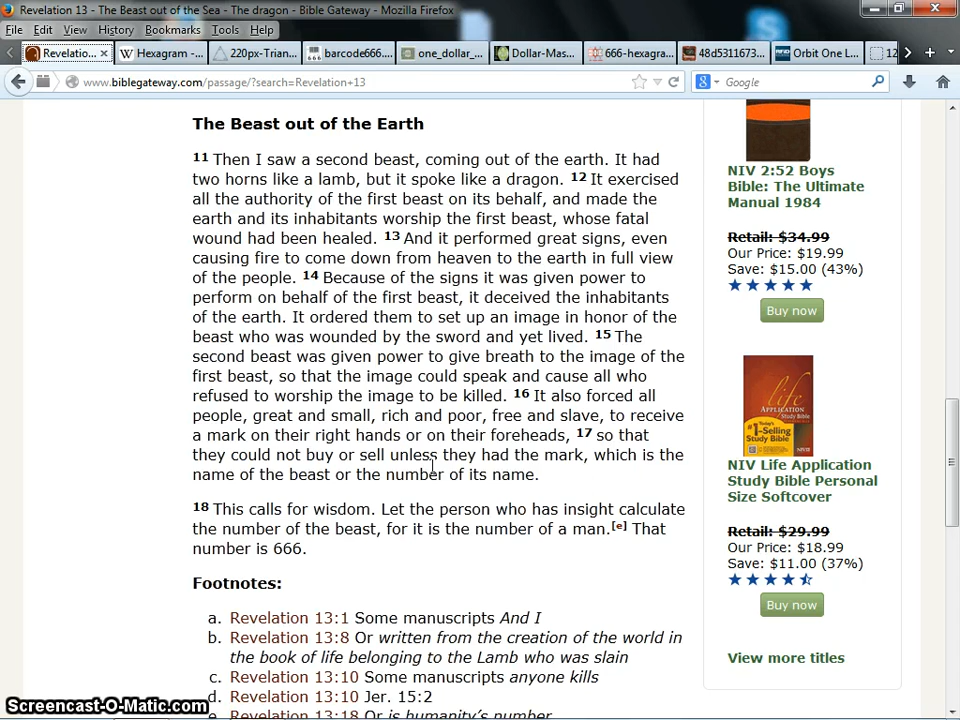 Revelation 13 - The Beast out of the Sea - The dragon - Bible Gateway - Mozilla Firefox
File Edit View History Bookmarks Tools Help
Revelatio... × Hexagram -... 220px-Trian... barcode666.... one_dollar_... Dollar-Mas... 666-hexagra... 48d5311673... Orbit One L... 12
www.biblegateway.com/passage/?search=Revelation+13
Google
The Beast out of the Earth
11 Then I saw a second beast, coming out of the earth. It had
two horns like a lamb, but it spoke like a dragon. 12 It exercised
all the authority of the first beast on its behalf, and made the
earth and its inhabitants worship the first beast, whose fatal
wound had been healed. 13 And it performed great signs, even
causing fire to come down from heaven to the earth in full view
of the people. 14 Because of the signs it was given power to
perform on behalf of the first beast, it deceived the inhabitants
of the earth. It ordered them to set up an image in honor of the
beast who was wounded by the sword and yet lived. 15 The
second beast was given power to give breath to the image of the
first beast, so that the image could speak and cause all who
refused to worship the image to be killed. 16 It also forced all
people, great and small, rich and poor, free and slave, to receive
a mark on their right hands or on their foreheads, 17 so that
they could not buy or sell unless they had the mark, which is the
name of the beast or the number of its name.
18 This calls for wisdom. Let the person who has insight calculate
the number of the beast, for it is the number of a man.[e] That
number is 666.
Footnotes:
a. Revelation 13:1 Some manuscripts And I
b. Revelation 13:8 Or written from the creation of the world in
the book of life belonging to the Lamb who was slain
c. Revelation 13:10 Some manuscripts anyone kills
d. Revelation 13:10 Jer. 15:2
e. Revelation 13:18 Or is humanity's number
NIV 2:52 Boys
Bible: The Ultimate
Manual 1984
Retail: $34.99
Our Price: $19.99
Save: $15.00 (43%)
Buy now
life
APPLICATION
STUDY BIBLE
Today's
#1-Selling
Study Bible
NIV Life Application
Study Bible Personal
Size Softcover
Retail: $29.99
Our Price: $18.99
Save: $11.00 (37%)
Buy now
View more titles
Screencast-O-Matic.com